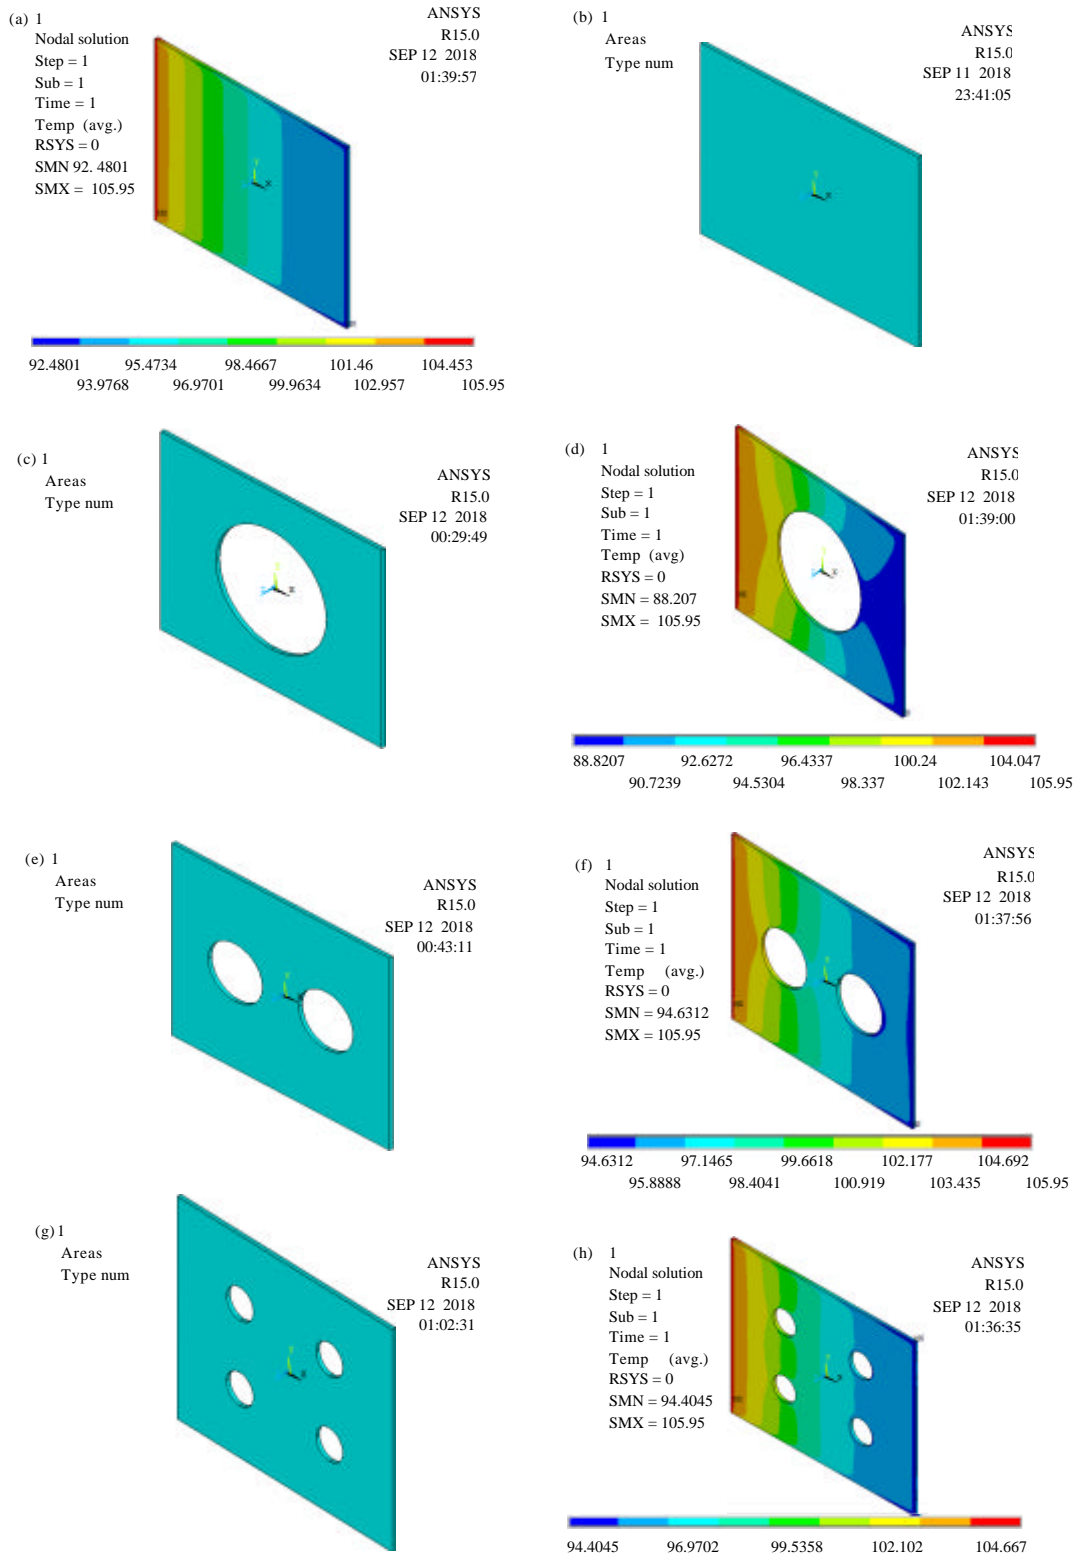 (a) 1
Nodal solution
Step = 1
Sub = 1
Time = 1
Temp (avg.)
RSYS = 0
SMN 92. 4801
SMX = 105.95
ANSYS
R15.0
SEP 12 2018
01:39:57
92.4801 95.4734 98.4667 101.46 104.453
93.9768 96.9701 99.9634 102.957 105.95
(b) 1
Areas
Type num
ANSYS
R15.0
SEP 11 2018
23:41:05
(c) 1
Areas
Type num
ANSYS
R15.0
SEP 12 2018
00:29:49
(d) 1
Nodal solution
Step = 1
Sub = 1
Time = 1
Temp (avg)
RSYS = 0
SMN = 88.207
SMX = 105.95
ANSYS
R15.0
SEP 12 2018
01:39:00
88.8207 92.6272 96.4337 100.24 104.047
90.7239 94.5304 98.337 102.143 105.95
(e) 1
Areas
Type num
ANSYS
R15.0
SEP 12 2018
00:43:11
(f) 1
Nodal solution
Step = 1
Sub = 1
Time = 1
Temp (avg.)
RSYS = 0
SMN = 94.6312
SMX = 105.95
ANSYS
R15.0
SEP 12 2018
01:37:56
94.6312 97.1465 99.6618 102.177 104.692
95.8888 98.4041 100.919 103.435 105.95
(g) 1
Areas
Type num
ANSYS
R15.0
SEP 12 2018
01:02:31
(h) 1
Nodal solution
Step = 1
Sub = 1
Time = 1
Temp (avg.)
RSYS = 0
SMN = 94.4045
SMX = 105.95
ANSYS
R15.0
SEP 12 2018
01:36:35
94.4045 96.9702 99.5358 102.102 104.667